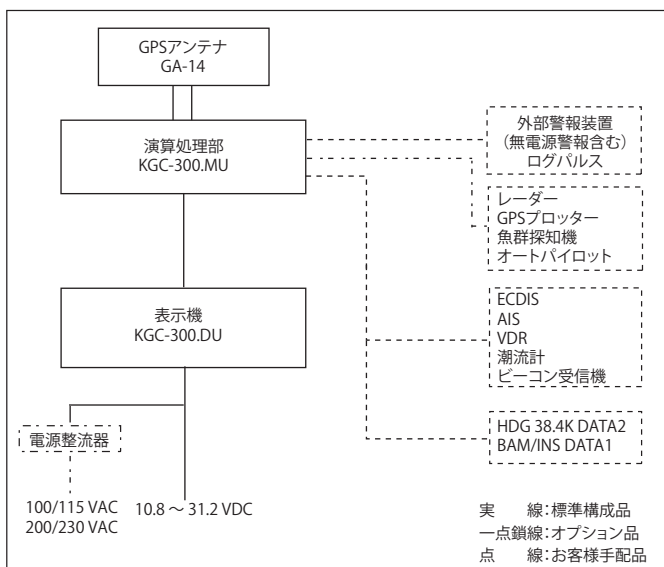 GPSアンテナ
GA-14
演算処理部
KGC-300.MU
外部警報装置
(無電源警報含む)
ログパルス
レーダー
GPSプロッター
魚群探知機
オートパイロット
表示機
KGC-300.DU
ECDIS
AIS
VDR
潮流計
ビーコン受信機
電源整流器
HDG 38.4K DATA2
BAM/INS DATA1
100/115 VAC
200/230 VAC
10.8 ～ 31.2 VDC
実　　線：標準構成品
一点鎖線：オプション品
点　　線：お客様手配品